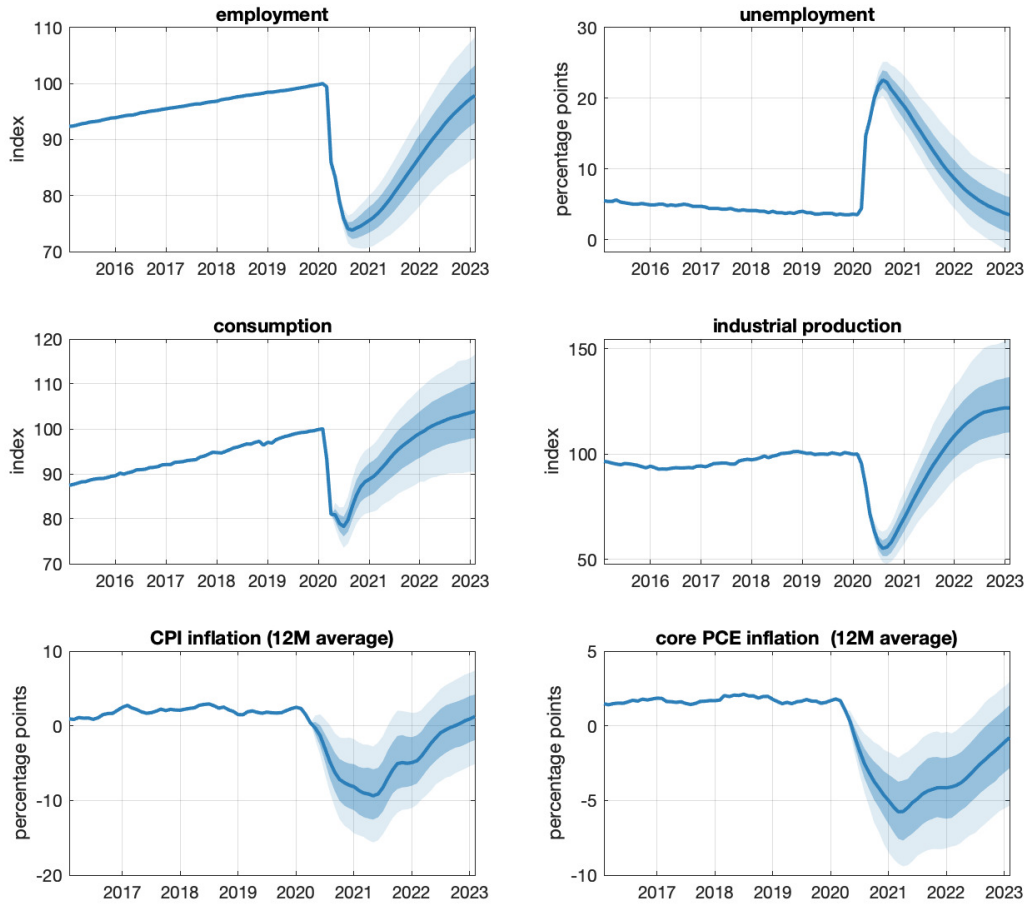 employment
110
100
90
80
70
index
2016 2017 2018 2019 2020 2021 2022 2023
unemployment
30
20
10
0
percentage points
2016 2017 2018 2019 2020 2021 2022 2023
consumption
120
110
100
90
80
70
index
2016 2017 2018 2019 2020 2021 2022 2023
industrial production
150
100
50
index
2016 2017 2018 2019 2020 2021 2022 2023
CPI inflation (12M average)
10
0
-10
-20
percentage points
2017 2018 2019 2020 2021 2022 2023
core PCE inflation (12M average)
5
0
-5
-10
percentage points
2017 2018 2019 2020 2021 2022 2023